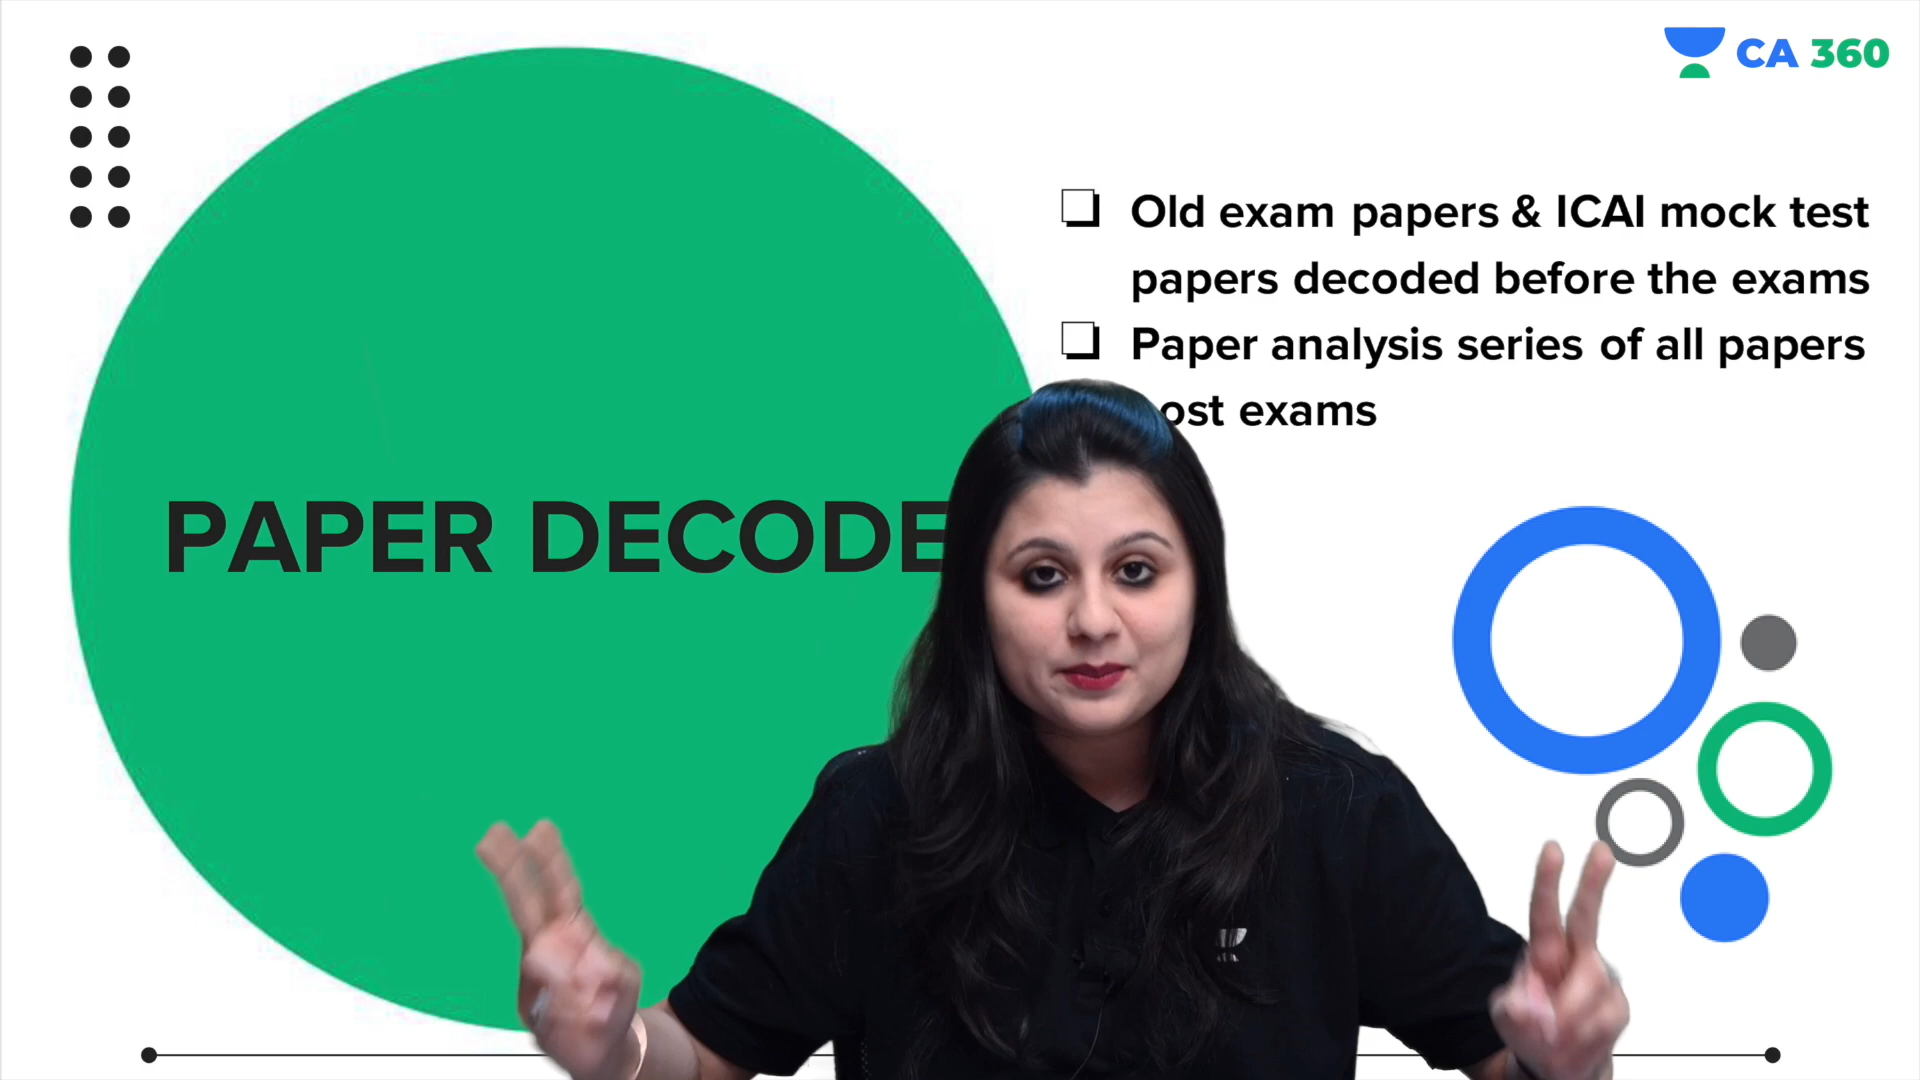 CA 360
Old exam papers & ICAI mock test
papers decoded before the exams
Paper analysis series of all papers
ost exams
PAPER DECODE